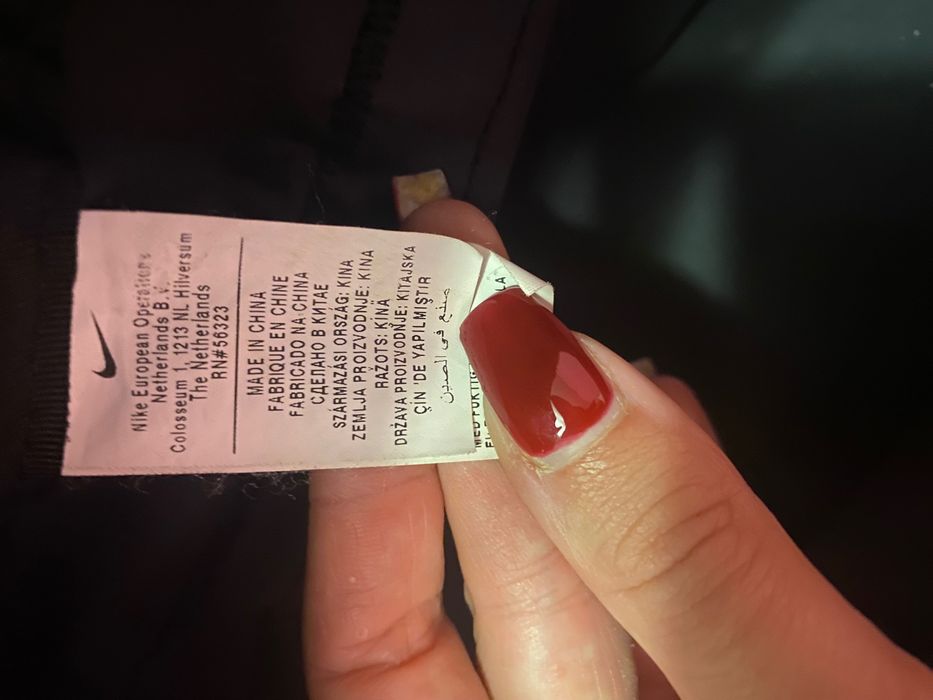 Nike European Operations
Netherlands B.V.
Colosseum 1, 1213 NL Hilversum
The Netherlands
RN#56323
MADE IN CHINA
FABRIQUE EN CHINE
FABRICADO NA CHINA
СДЕЛАНО В КИТАЕ
SZÁRMAZÁSI ORSZÁG: KINA
ZEMLJA PROIZVODNJE: KINA
RAŽOTS: ĶĪNĀ
DRŽAVA PROIZVODNJE: KITAJSKA
ÇİN 'DE YAPILMIŞTIR
صنع في الصين